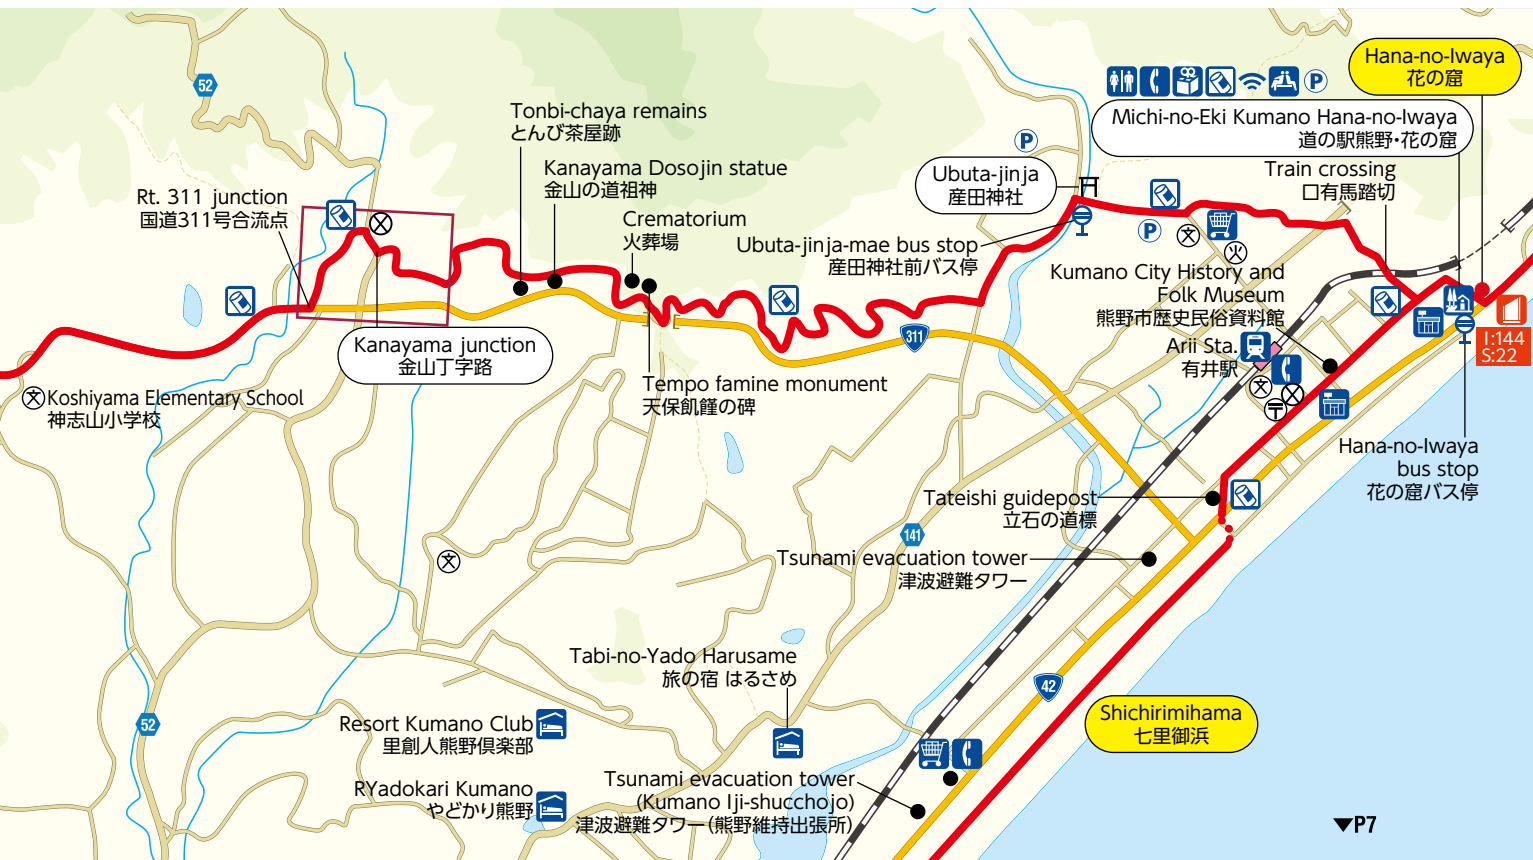 Hana-no-Iwaya
花の窟
52
Tonbi-chaya remains
とんび茶屋跡
P
Michi-no-Eki Kumano Hana-no-Iwaya
道の駅熊野・花の窟
P
Kanayama Dosojin statue
金山の道祖神
Ubuta-jinja
産田神社
Train crossing
口有馬踏切
Rt. 311 junction
国道311号合流点
Crematorium
火葬場
P
文
Ubuta-jinja-mae bus stop
産田神社前バス停
Kumano City History and
Folk Museum
熊野市歴史民俗資料館
311
I:144
S:22
Kanayama junction
金山丁字路
Arii Sta.
有井駅
文
Tempo famine monument
天保飢饉の碑
文
Koshiyama Elementary School
神志山小学校
Hana-no-Iwaya
bus stop
花の窟バス停
Tateishi guidepost
立石の道標
141
文
Tsunami evacuation tower
津波避難タワー
Tabi-no-Yado Harusame
旅の宿 はるさめ
42
52
Resort Kumano Club
里創人熊野倶楽部
Shichirimihama
七里御浜
RYadokari Kumano
やどかり熊野
Tsunami evacuation tower
(Kumano Iji-shucchojo)
津波避難タワー(熊野維持出張所)
▼P7